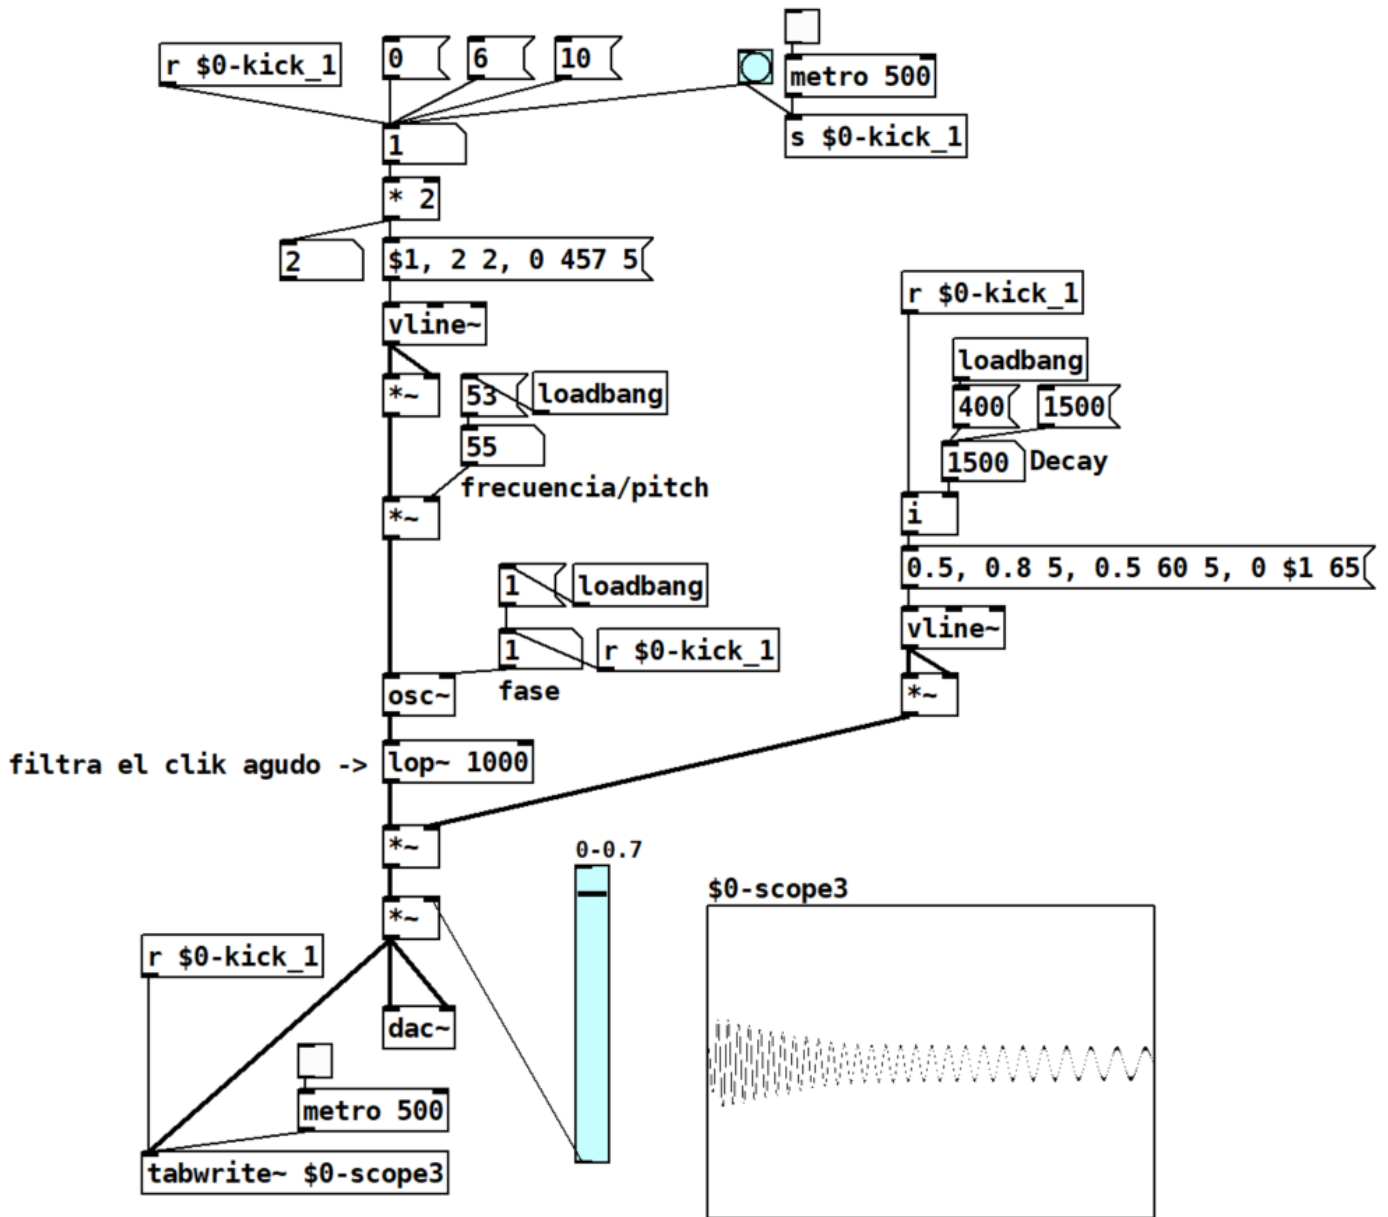 r $0-kick_1
0
6
10
metro 500
1
s $0-kick_1
* 2
2
$1, 2 2, 0 457 5
r $0-kick_1
vline~
loadbang
*~
53
loadbang
400
1500
55
1500
Decay
frecuencia/pitch
*~
i
0.5, 0.8 5, 0.5 60 5, 0 $1 65
1
loadbang
vline~
1
r $0-kick_1
osc~
fase
*~
filtra el clik agudo ->
lop~ 1000
*~
0-0.7
$0-scope3
*~
r $0-kick_1
dac~
metro 500
tabwrite~ $0-scope3